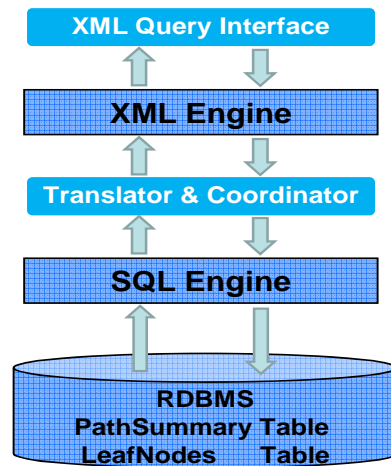 XML Query Interface
XML Engine
Translator & Coordinator
SQL Engine
RDBMS
PathSummary Table
LeafNodes Table